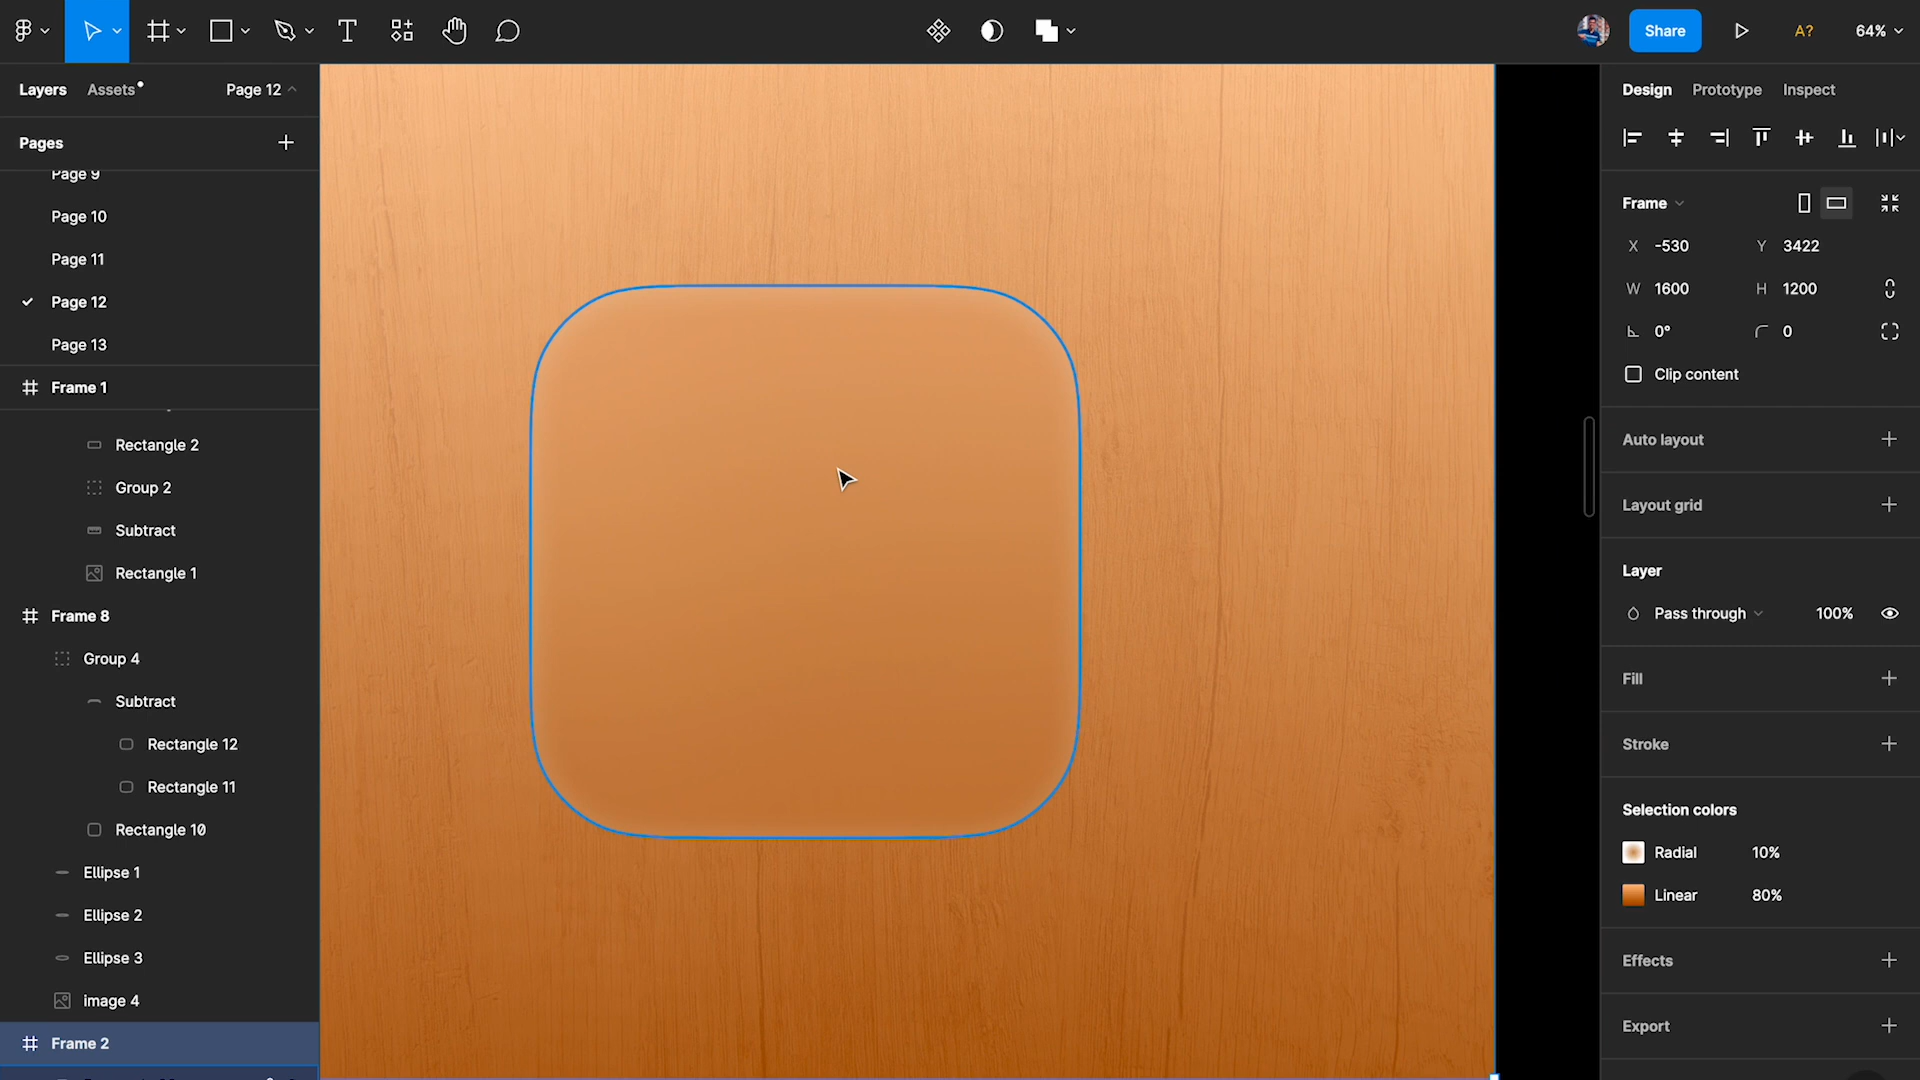 Share
A?
64%
Layers
Assets
Page 12
Design
Prototype
Inspect
Pages
Page 9
Page 10
Page 11
Page 12
Page 13
Frame 1
Rectangle 2
Group 2
Subtract
Rectangle 1
Frame 8
Group 4
Subtract
Rectangle 12
Rectangle 11
Rectangle 10
Ellipse 1
Ellipse 2
Ellipse 3
image 4
Frame 2
Frame
X -530
Y 3422
W 1600
H 1200
0°
0
Clip content
Auto layout
Layout grid
Layer
Pass through 100%
Fill
Stroke
Selection colors
Radial 10%
Linear 80%
Effects
Export